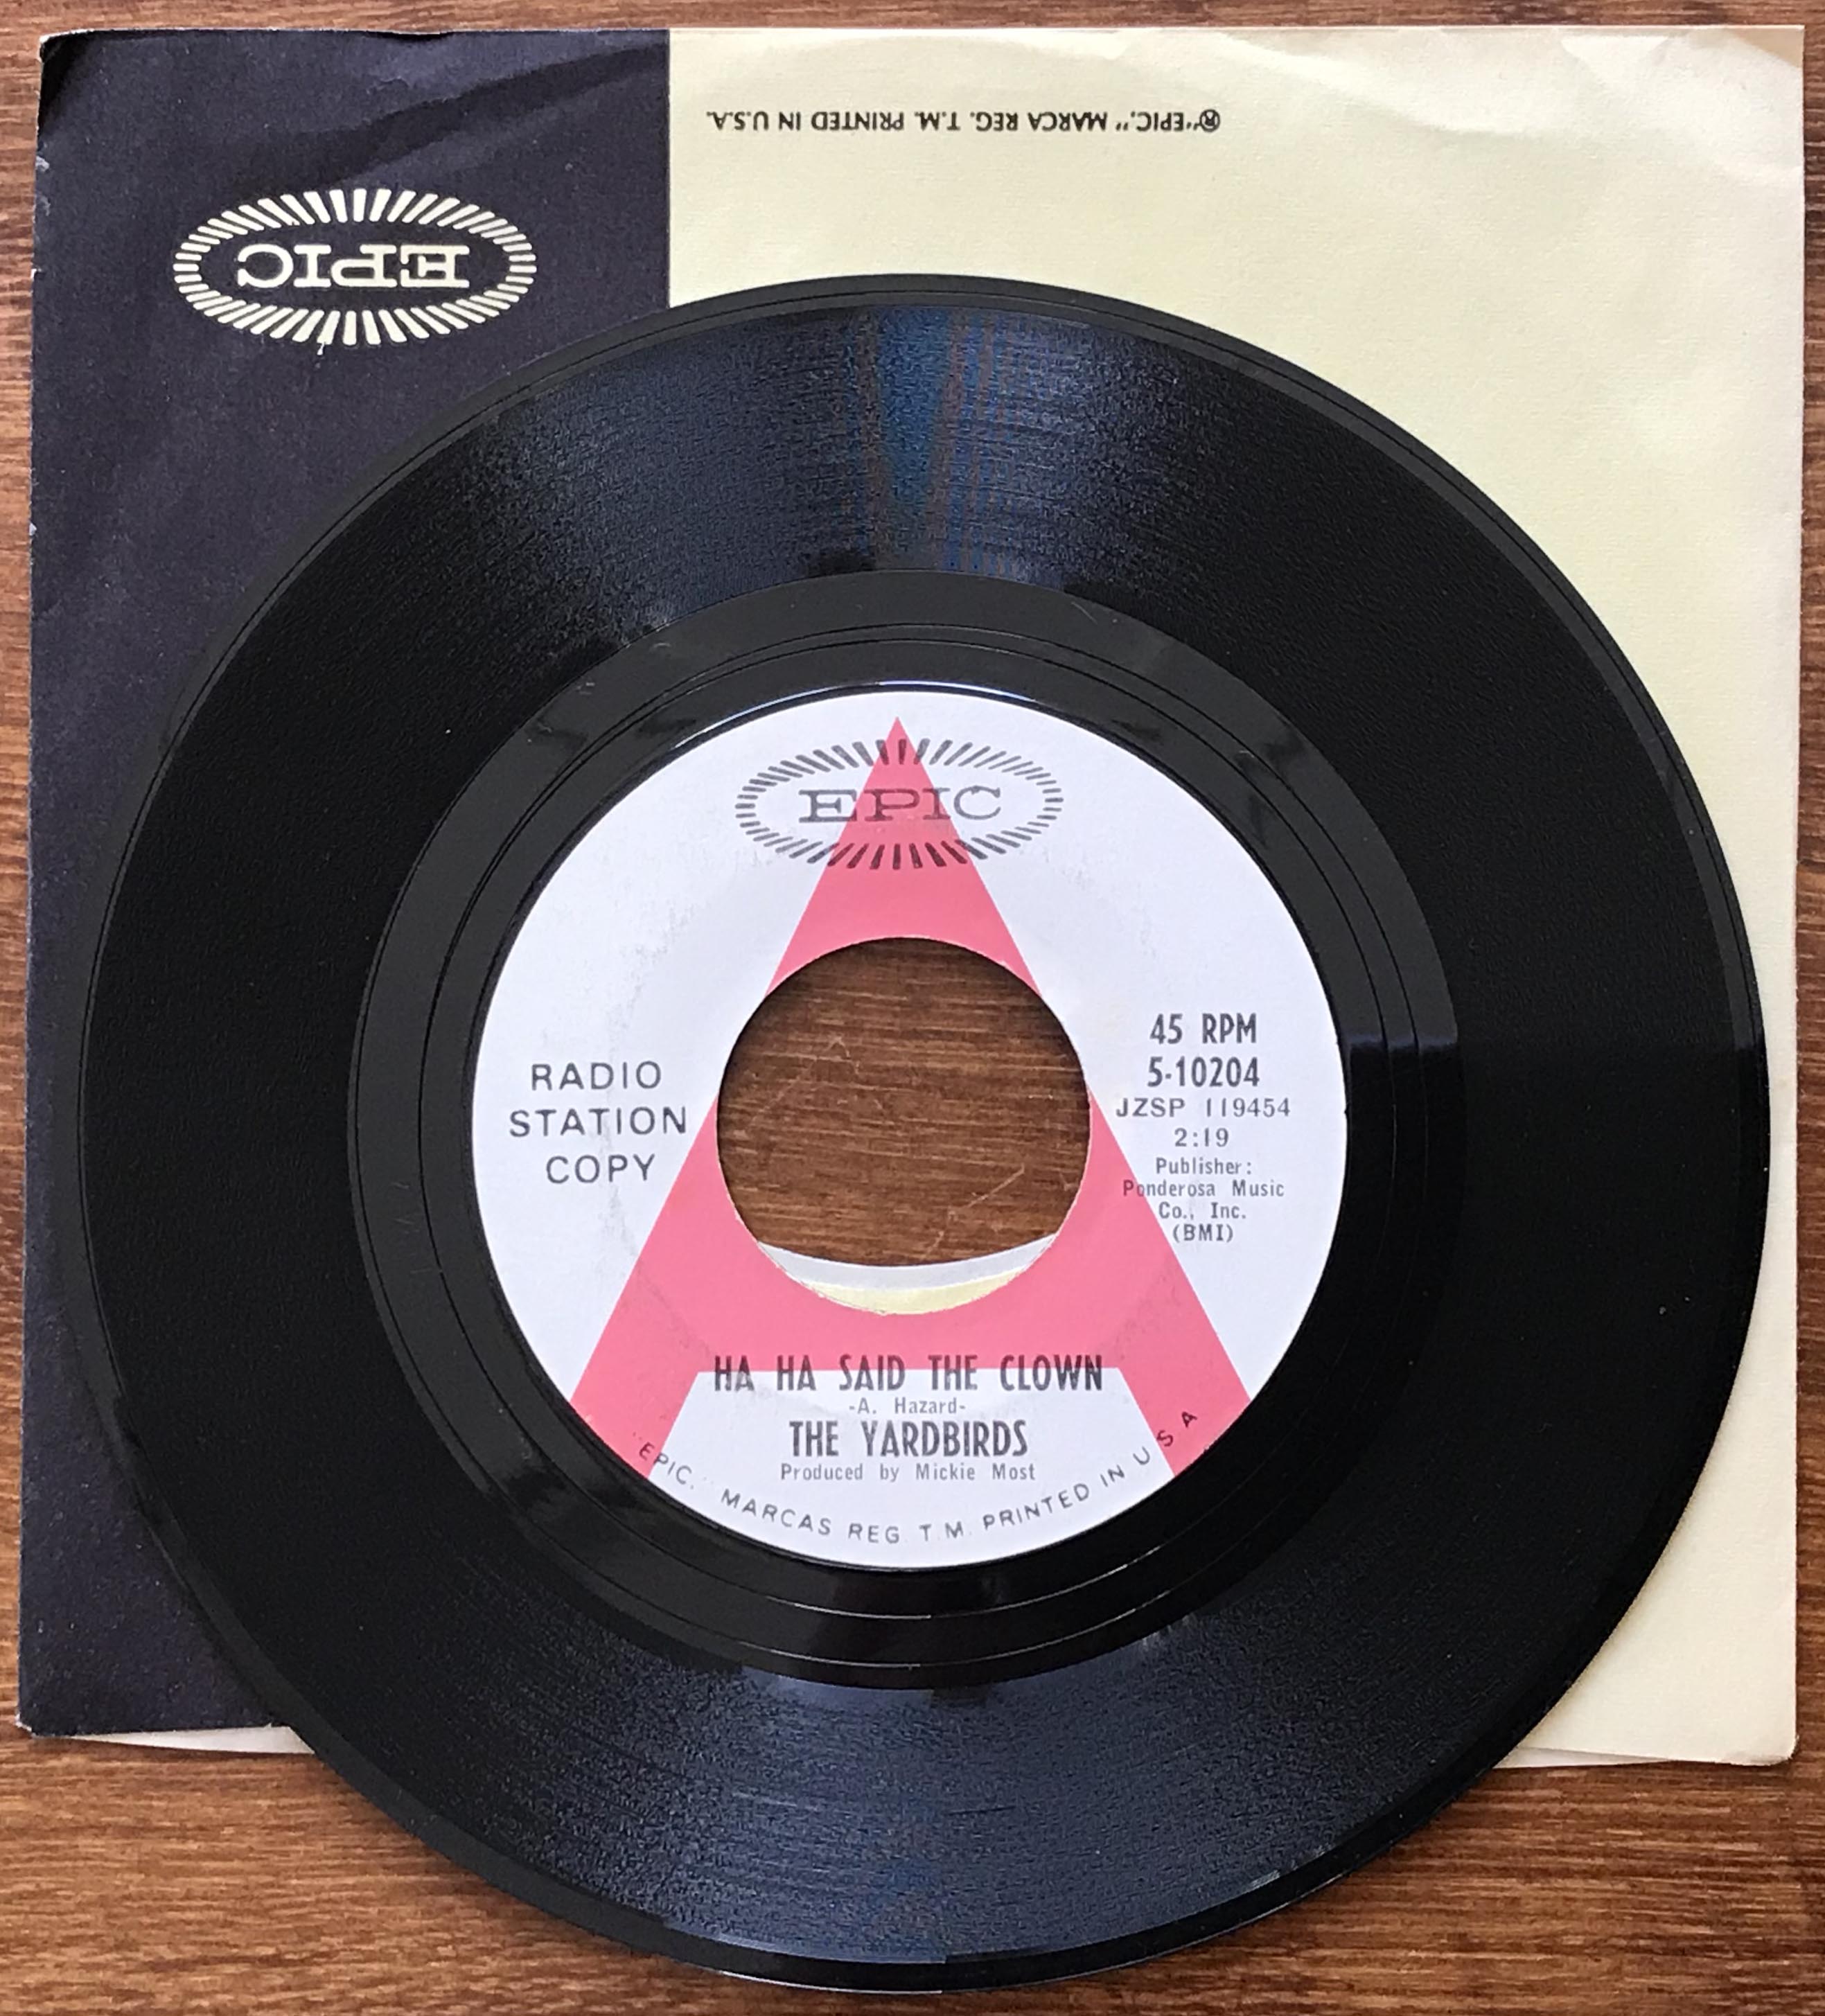 ®"EPIC," MARCA REG. T.M. PRINTED IN U.S.A.
EPIC
EPIC
RADIO
STATION
COPY
45 RPM
5-10204
JZSP 119454
2:19
Publisher:
Ponderosa Music
Co., Inc.
(BMI)
HA HA SAID THE CLOWN
-A. Hazard-
THE YARDBIRDS
Produced by Mickie Most
"EPIC," MARCAS REG. T.M. PRINTED IN U S A